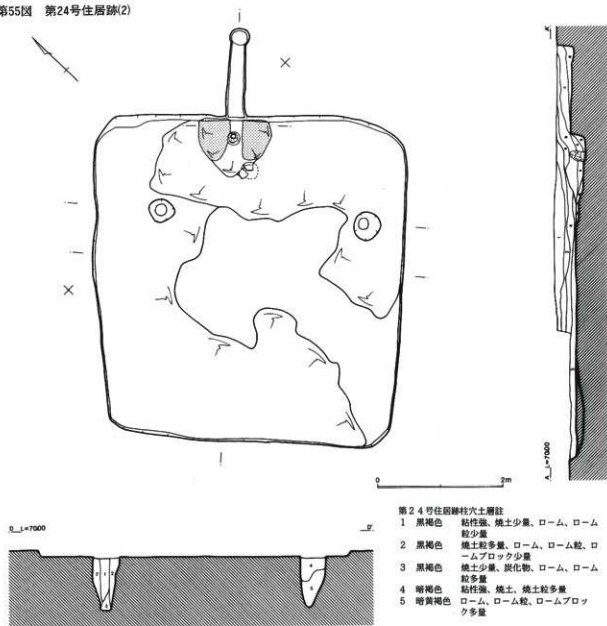 第55図 第24号住居跡(2)
0 2m
A L=70.00
D L=70.00 D'
第24号住居跡柱穴土層註
1 黒褐色 粘性強、焼土少量、ローム、ローム
粒少量
2 黒褐色 焼土粒多量、ローム、ローム粒、ロ
ームブロック少量
3 黒褐色 焼土少量、炭化物、ローム、ローム
粒多量
4 暗褐色 粘性強、焼土、焼土粒多量
5 暗黄褐色 ローム、ローム粒、ロームブロッ
ク多量